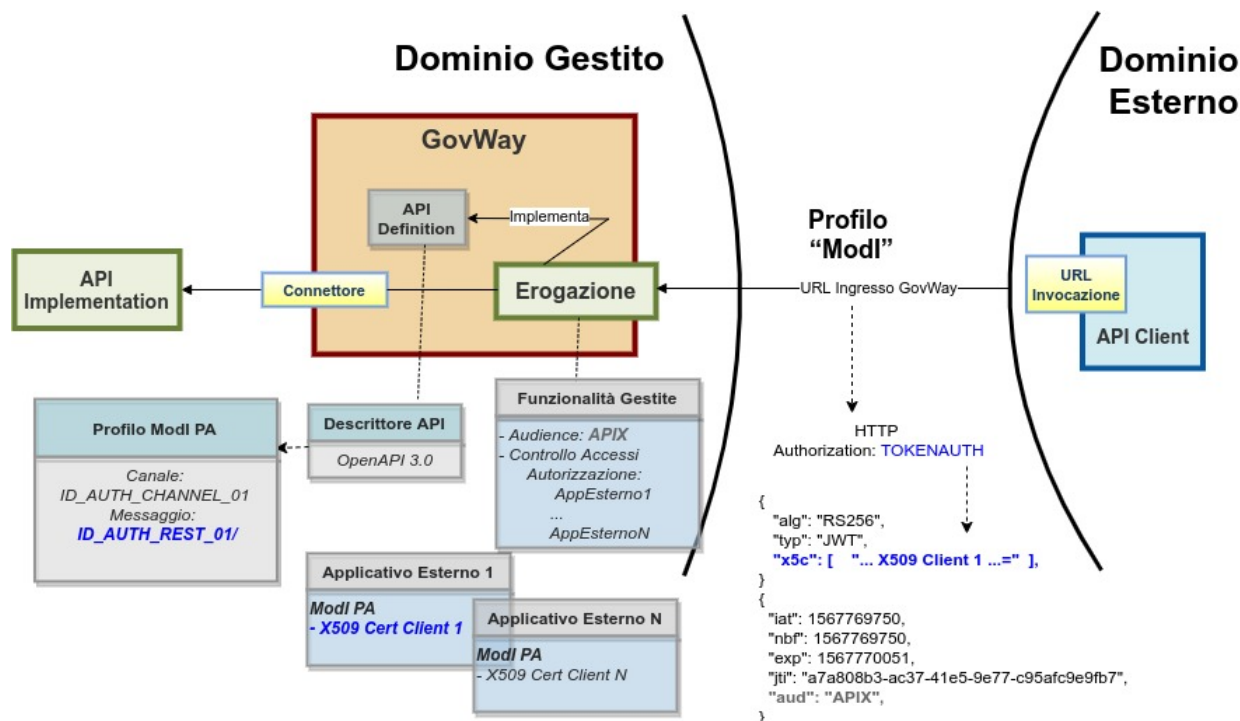 Dominio Gestito
Dominio
Esterno
GovWay
API
Definition
Implementa
Profilo
“ModI”
API
Implementation
Connettore
Erogazione
URL Ingresso GovWay
URL
Invocazione
API Client
Profilo ModI PA
Canale:
ID_AUTH_CHANNEL_01
Messaggio:
ID_AUTH_REST_01/
Descrittore API
OpenAPI 3.0
Funzionalità Gestite
- Audience: APIX
- Controllo Accessi
Autorizzazione:
AppEsterno1
...
AppEsternoN
HTTP
Authorization: TOKENAUTH
{
"alg": "RS256",
"typ": "JWT",
"x5c": [ "... X509 Client 1 ...=" ],
}
{
"iat": 1567769750,
"nbf": 1567769750,
"exp": 1567770051,
"jti": "a7a808b3-ac37-41e5-9e77-c95afc9e9fb7",
"aud": "APIX",
}
Applicativo Esterno 1
ModI PA
- X509 Cert Client 1
Applicativo Esterno N
ModI PA
- X509 Cert Client N